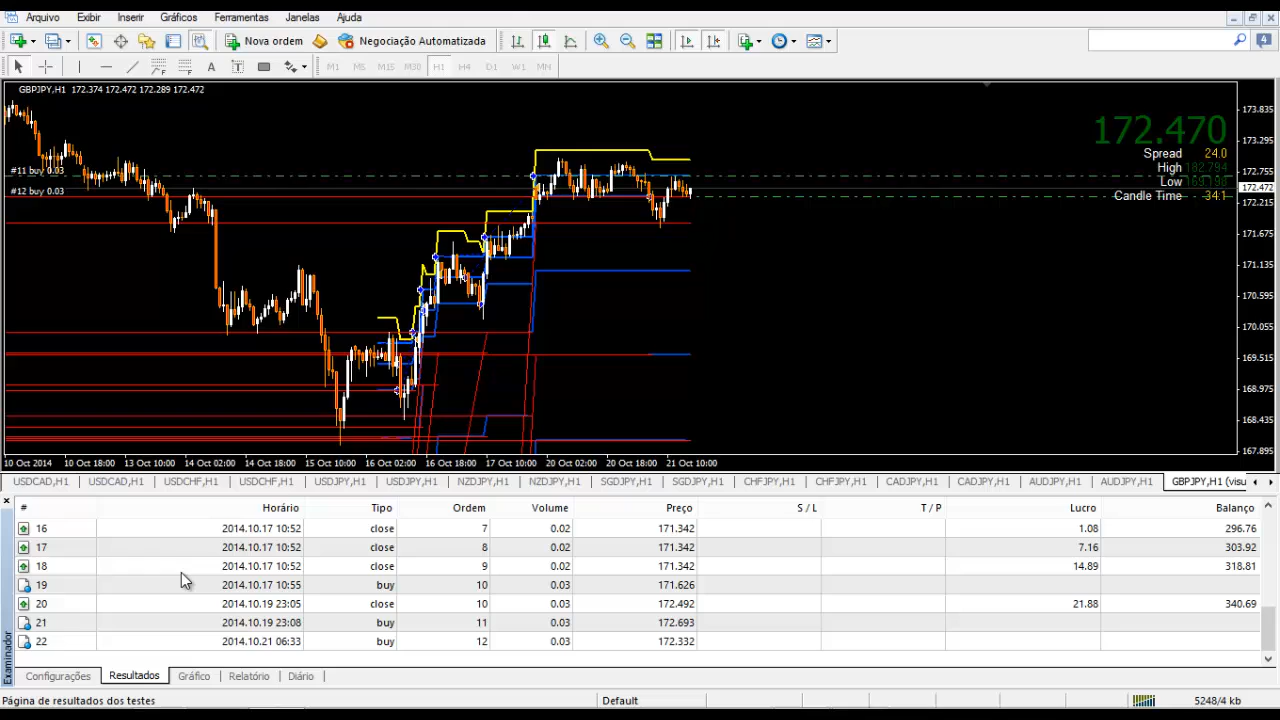 Arquivo Exibir Inserir Gráficos Ferramentas Janelas Ajuda
Nova ordem Negociação Automatizada 4
A T M1 M5 M15 M30 H1 H4 D1 W1 MN
GBPJPY,H1 172.374 172.472 172.289 172.472
173.835
172.470
173.295
Spread 24.0
#11 buy 0.03 High 182.794 172.755
Low 169.190
#12 buy 0.03 172.472
Candle Time 34.1 172.215
171.675
171.135
170.595
170.055
169.515
168.975
168.435
167.895
10 Oct 2014 10 Oct 18:00 13 Oct 10:00 14 Oct 02:00 14 Oct 18:00 15 Oct 10:00 16 Oct 02:00 16 Oct 18:00 17 Oct 10:00 20 Oct 02:00 20 Oct 18:00 21 Oct 10:00
USDCAD,H1 USDCAD,H1 USDCHF,H1 USDCHF,H1 USDJPY,H1 USDJPY,H1 NZDJPY,H1 NZDJPY,H1 SGDJPY,H1 SGDJPY,H1 CHFJPY,H1 CHFJPY,H1 CADJPY,H1 CADJPY,H1 AUDJPY,H1 AUDJPY,H1 GBPJPY,H1 (visu
# Horário Tipo Ordem Volume Preço S / L T / P Lucro Balanço
16 2014.10.17 10:52 close 7 0.02 171.342 1.08 296.76
17 2014.10.17 10:52 close 8 0.02 171.342 7.16 303.92
18 2014.10.17 10:52 close 9 0.02 171.342 14.89 318.81
19 2014.10.17 10:55 buy 10 0.03 171.626
20 2014.10.19 23:05 close 10 0.03 172.492 21.88 340.69
21 2014.10.19 23:08 buy 11 0.03 172.693
22 2014.10.21 06:33 buy 12 0.03 172.332
Examinador
Configurações Resultados Gráfico Relatório Diário
Página de resultados dos testes Default 5248/4 kb